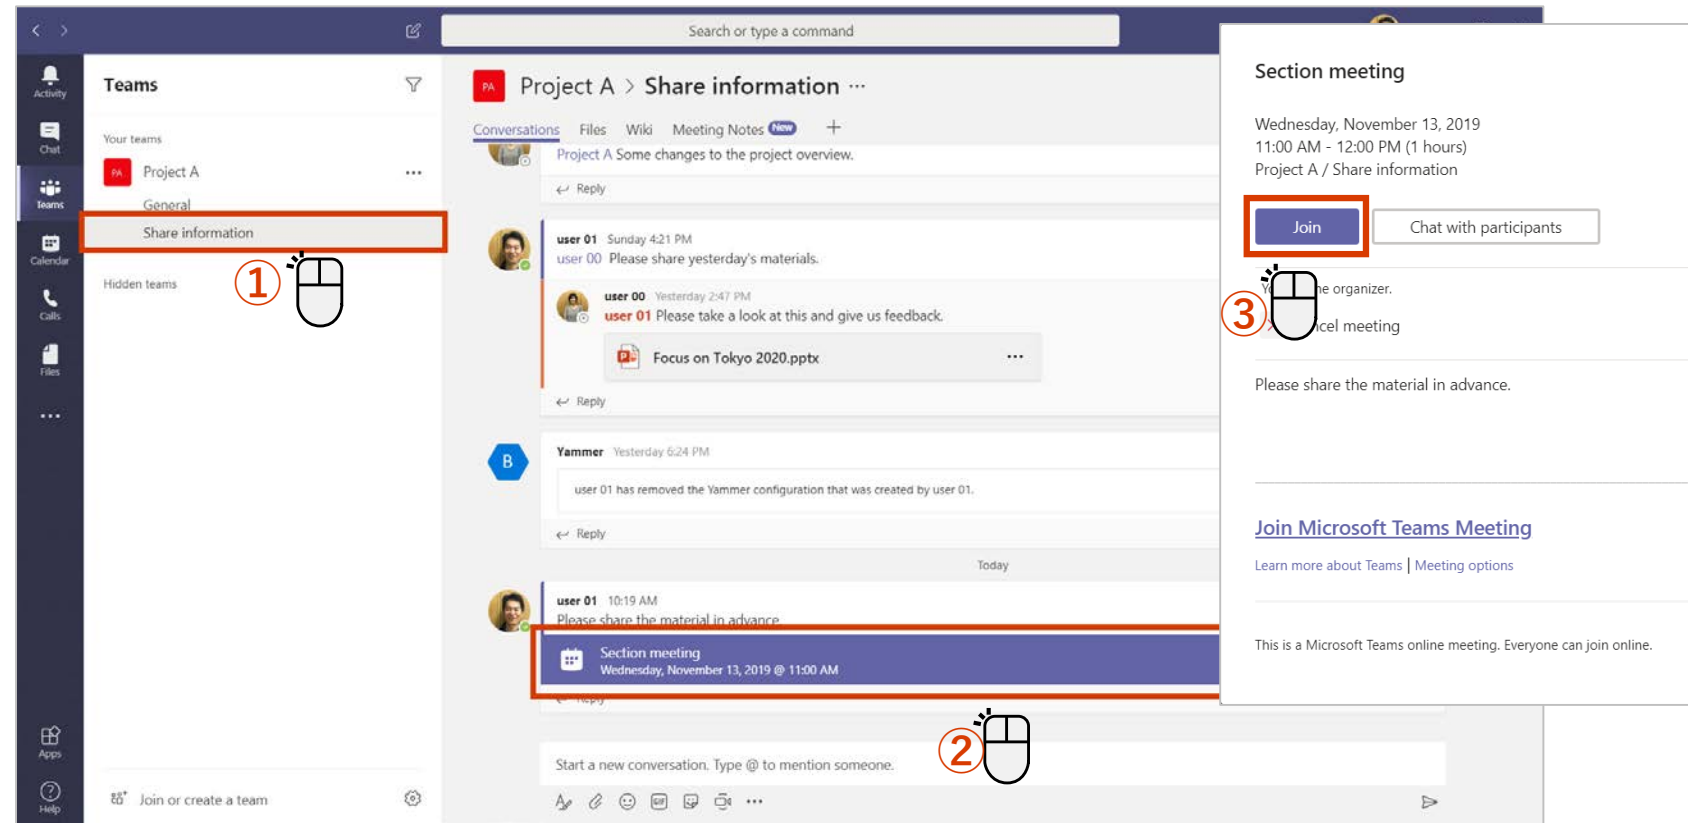 Search or type a command
Activity
Chat
Teams
Calendar
Calls
Files
Apps
Help
Teams
Your teams
PA Project A
General
Share information
①
Hidden teams
Join or create a team
PA Project A > Share information
Conversations Files Wiki Meeting Notes New
Project A Some changes to the project overview.
Reply
user 01 Sunday 4:21 PM
user 00 Please share yesterday's materials.
user 00 Yesterday 2:47 PM
user 01 Please take a look at this and give us feedback.
Focus on Tokyo 2020.pptx
Reply
B
Yammer Yesterday 6:24 PM
user 01 has removed the Yammer configuration that was created by user 01.
Reply
Today
user 01 10:19 AM
Please share the material in advance.
Section meeting
Wednesday, November 13, 2019 @ 11:00 AM
Reply
②
Start a new conversation. Type @ to mention someone.
GIF
Section meeting
Wednesday, November 13, 2019
11:00 AM - 12:00 PM (1 hours)
Project A / Share information
Join Chat with participants
organizer.
③
meeting
Please share the material in advance.
Join Microsoft Teams Meeting
Learn more about Teams | Meeting options
This is a Microsoft Teams online meeting. Everyone can join online.